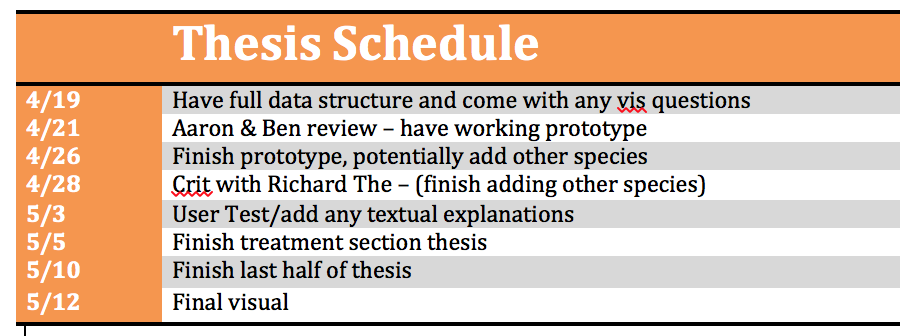 Thesis Schedule
4/19 Have full data structure and come with any vis questions
4/21 Aaron & Ben review – have working prototype
4/26 Finish prototype, potentially add other species
4/28 Crit with Richard The – (finish adding other species)
5/3 User Test/add any textual explanations
5/5 Finish treatment section thesis
5/10 Finish last half of thesis
5/12 Final visual